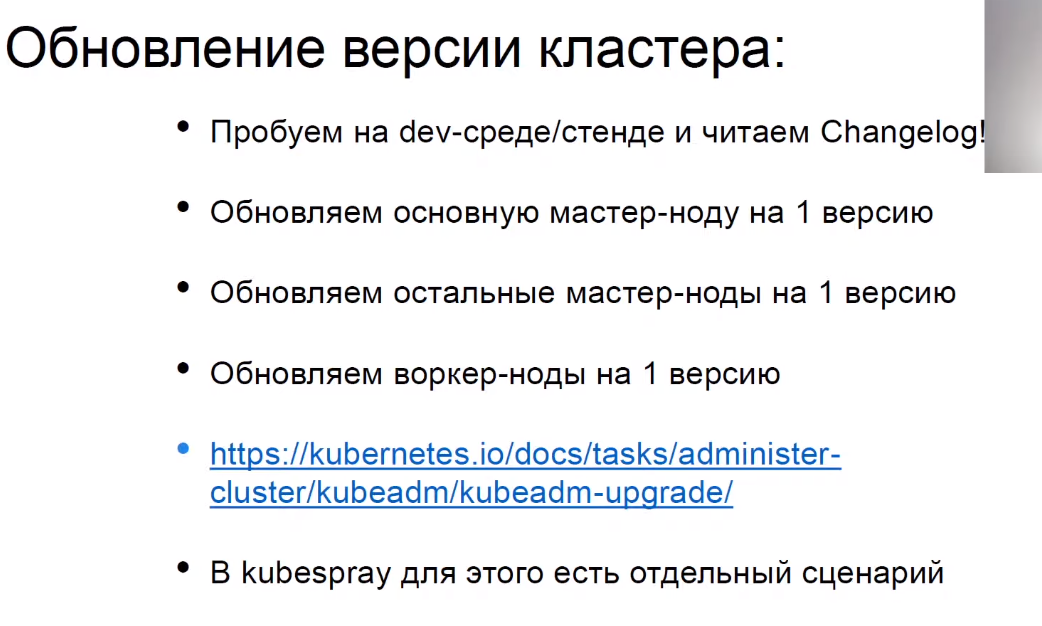 Обновление версии кластера:
• Пробуем на dev-среде/стенде и читаем Changelog!
• Обновляем основную мастер-ноду на 1 версию
• Обновляем остальные мастер-ноды на 1 версию
• Обновляем воркер-ноды на 1 версию
• https://kubernetes.io/docs/tasks/administer-
cluster/kubeadm/kubeadm-upgrade/
• В kubespray для этого есть отдельный сценарий